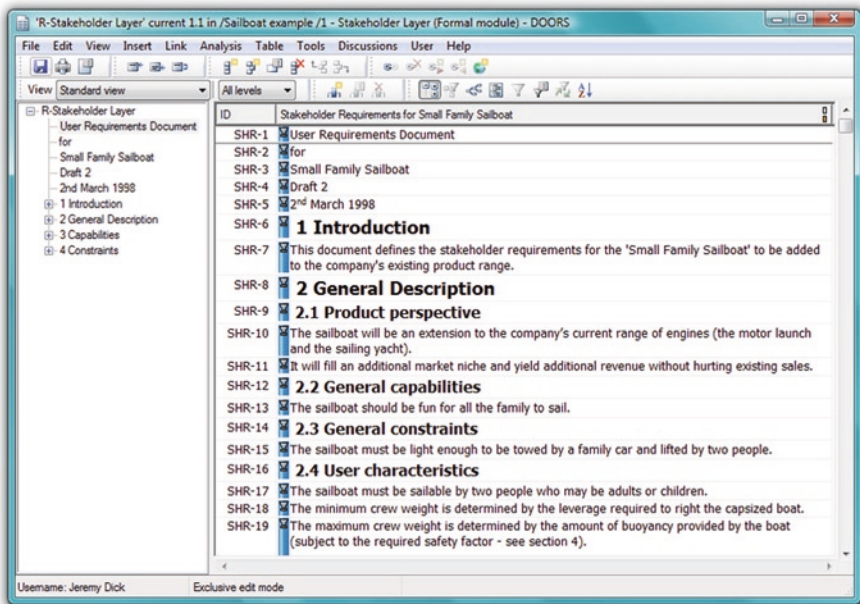 'R-Stakeholder Layer' current 1.1 in /Sailboat example /1 - Stakeholder Layer (Formal module) - DOORS
File Edit View Insert Link Analysis Table Tools Discussions User Help
View Standard view All levels
R-Stakeholder Layer
User Requirements Document
for
Small Family Sailboat
Draft 2
2nd March 1998
1 Introduction
2 General Description
3 Capabilities
4 Constraints
ID Stakeholder Requirements for Small Family Sailboat
SHR-1 User Requirements Document
SHR-2 for
SHR-3 Small Family Sailboat
SHR-4 Draft 2
SHR-5 2nd March 1998
SHR-6 1 Introduction
SHR-7 This document defines the stakeholder requirements for the 'Small Family Sailboat' to be added
to the company's existing product range.
SHR-8 2 General Description
SHR-9 2.1 Product perspective
SHR-10 The sailboat will be an extension to the company's current range of engines (the motor launch
and the sailing yacht).
SHR-11 It will fill an additional market niche and yield additional revenue without hurting existing sales.
SHR-12 2.2 General capabilities
SHR-13 The sailboat should be fun for all the family to sail.
SHR-14 2.3 General constraints
SHR-15 The sailboat must be light enough to be towed by a family car and lifted by two people.
SHR-16 2.4 User characteristics
SHR-17 The sailboat must be sailable by two people who may be adults or children.
SHR-18 The minimum crew weight is determined by the leverage required to right the capsized boat.
SHR-19 The maximum crew weight is determined by the amount of buoyancy provided by the boat
(subject to the required safety factor - see section 4).
Username: Jeremy Dick Exclusive edit mode